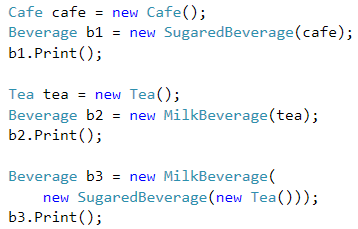 Cafe cafe = new Cafe();
Beverage b1 = new SugaredBeverage(cafe);
b1.Print();

Tea tea = new Tea();
Beverage b2 = new MilkBeverage(tea);
b2.Print();

Beverage b3 = new MilkBeverage(
    new SugaredBeverage(new Tea()));
b3.Print();